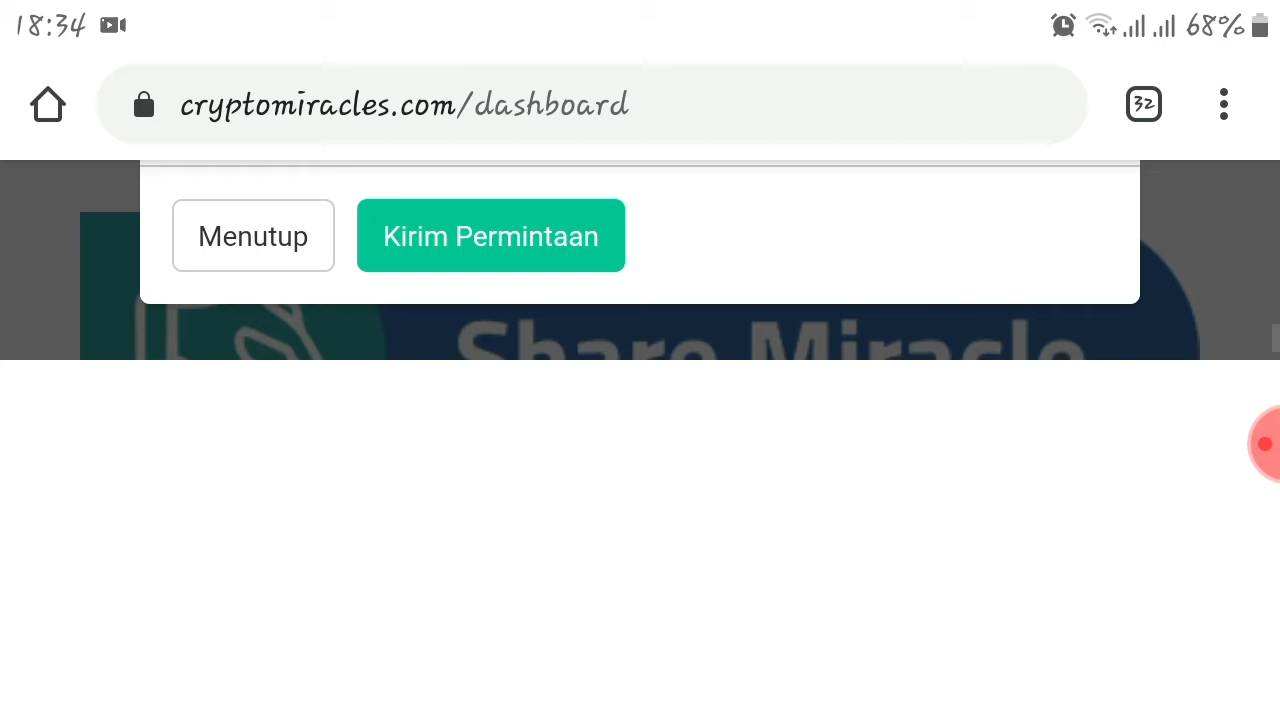 18:34
68%
cryptomiracles.com/dashboard
32
Menutup
Kirim Permintaan
Share Miracle